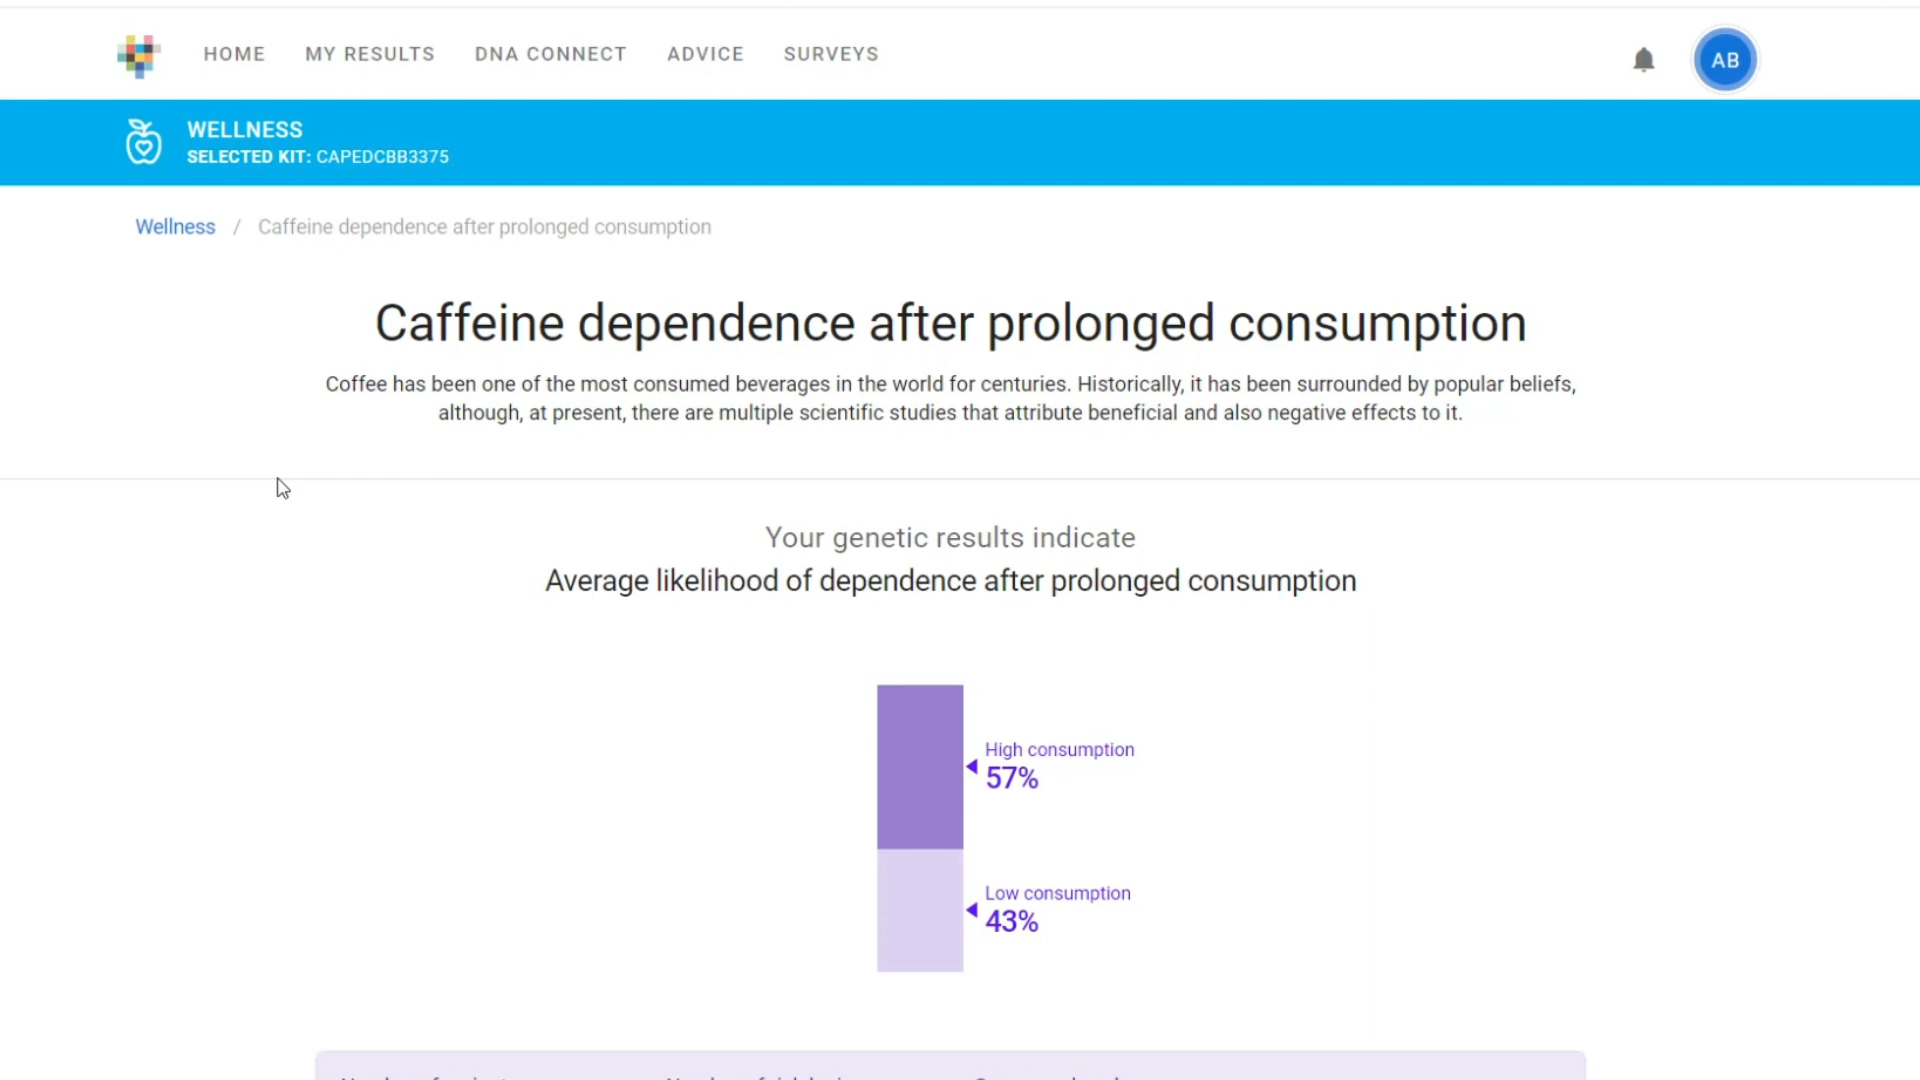 HOME MY RESULTS DNA CONNECT ADVICE SURVEYS
AB
WELLNESS
SELECTED KIT: CAPEDCBB3375
Wellness / Caffeine dependence after prolonged consumption
Caffeine dependence after prolonged consumption
Coffee has been one of the most consumed beverages in the world for centuries. Historically, it has been surrounded by popular beliefs,
although, at present, there are multiple scientific studies that attribute beneficial and also negative effects to it.
Your genetic results indicate
Average likelihood of dependence after prolonged consumption
High consumption
57%
Low consumption
43%